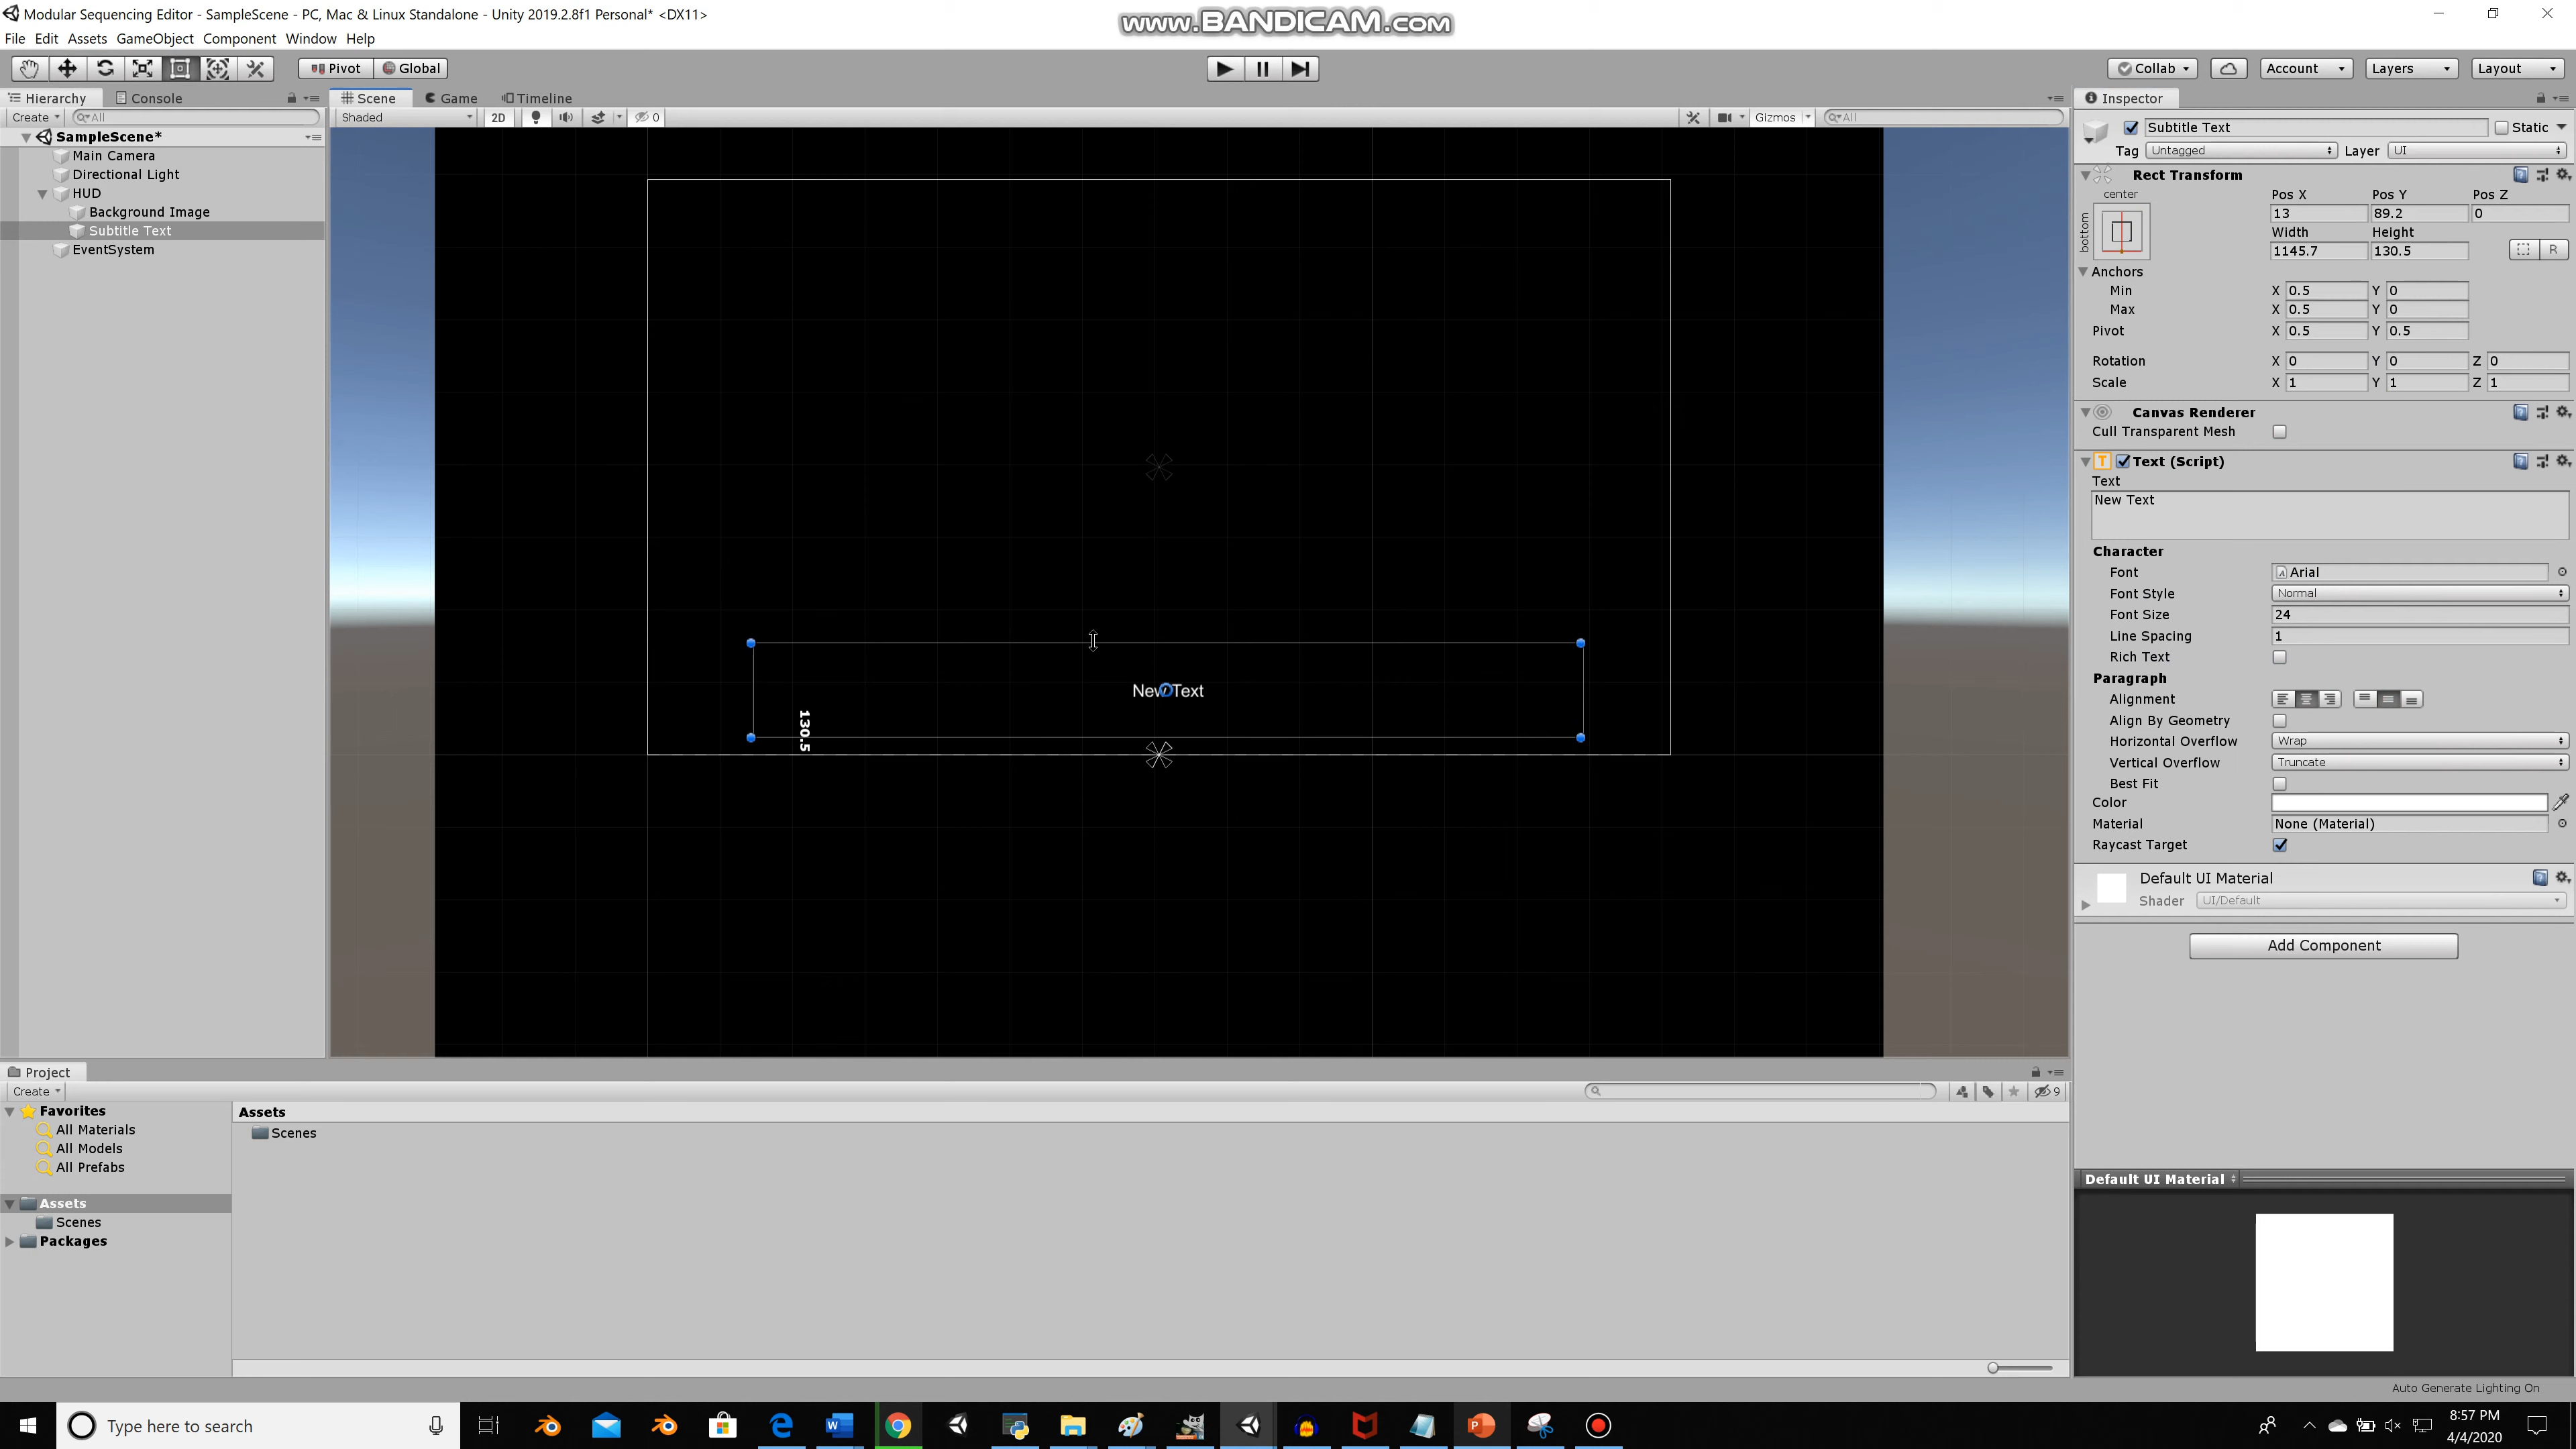 Modular Sequencing Editor - SampleScene - PC, Mac & Linux Standalone - Unity 2019.2.8f1 Personal* <DX11>
www.BANDICAM.com
File Edit Assets GameObject Component Window Help
Pivot Global
Collab Account Layers Layout
Hierarchy Console
Scene Game Timeline
Inspector
Create All
Shaded 2D 0 Gizmos All
SampleScene*
Main Camera
Directional Light
HUD
Background Image
Subtitle Text
EventSystem
New Text
130.5
Subtitle Text Static
Tag Untagged Layer UI
Rect Transform
center
bottom
Pos X Pos Y Pos Z
13 89.2 0
Width Height
1145.7 130.5 R
Anchors
Min X 0.5 Y 0
Max X 0.5 Y 0
Pivot X 0.5 Y 0.5
Rotation X 0 Y 0 Z 0
Scale X 1 Y 1 Z 1
Canvas Renderer
Cull Transparent Mesh
Text (Script)
Text
New Text
Character
Font Arial
Font Style Normal
Font Size 24
Line Spacing 1
Rich Text
Paragraph
Alignment
Align By Geometry
Horizontal Overflow Wrap
Vertical Overflow Truncate
Best Fit
Color
Material None (Material)
Raycast Target
Default UI Material
Shader UI/Default
Add Component
Default UI Material
Project
Create 9
Favorites
All Materials
All Models
All Prefabs
Assets
Scenes
Packages
Assets
Scenes
Auto Generate Lighting On
Type here to search
8:57 PM
4/4/2020